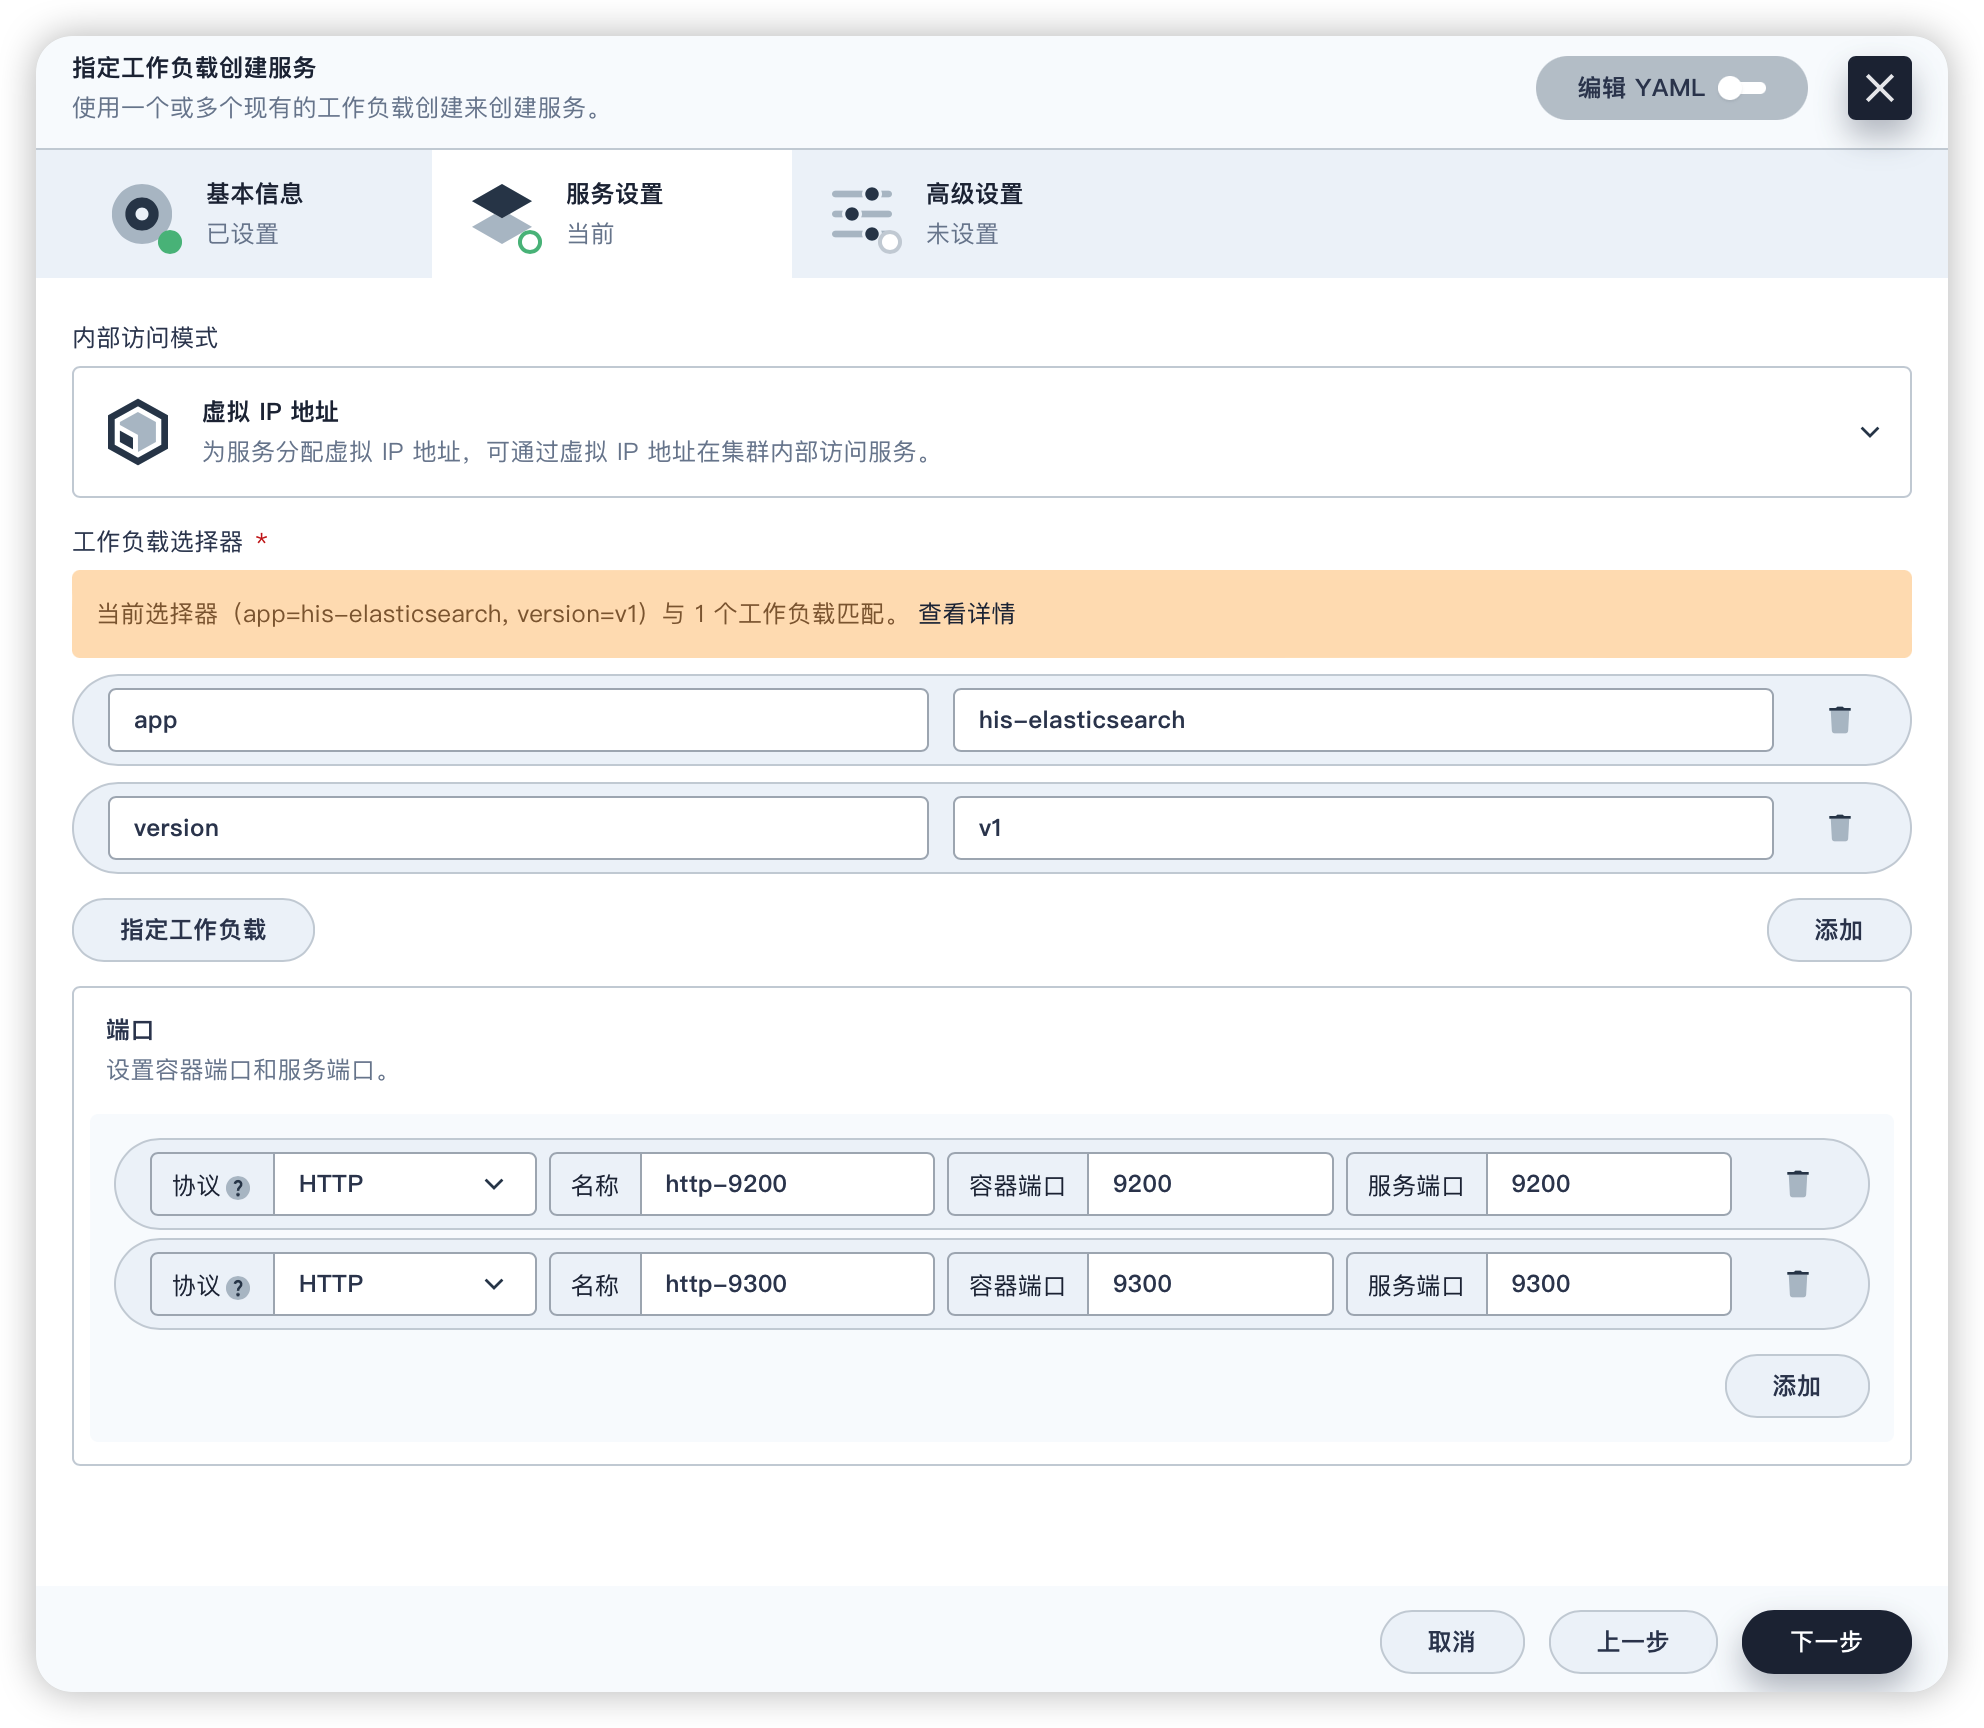 指定工作负载创建服务
使用一个或多个现有的工作负载创建来创建服务。
编辑 YAML
基本信息
已设置
服务设置
当前
高级设置
未设置
内部访问模式
虚拟 IP 地址
为服务分配虚拟 IP 地址，可通过虚拟 IP 地址在集群内部访问服务。
工作负载选择器 *
当前选择器（app=his-elasticsearch, version=v1）与 1 个工作负载匹配。 查看详情
app his-elasticsearch
version v1
指定工作负载 添加
端口
设置容器端口和服务端口。
协议 ? HTTP 名称 http-9200 容器端口 9200 服务端口 9200
协议 ? HTTP 名称 http-9300 容器端口 9300 服务端口 9300
添加
取消 上一步 下一步